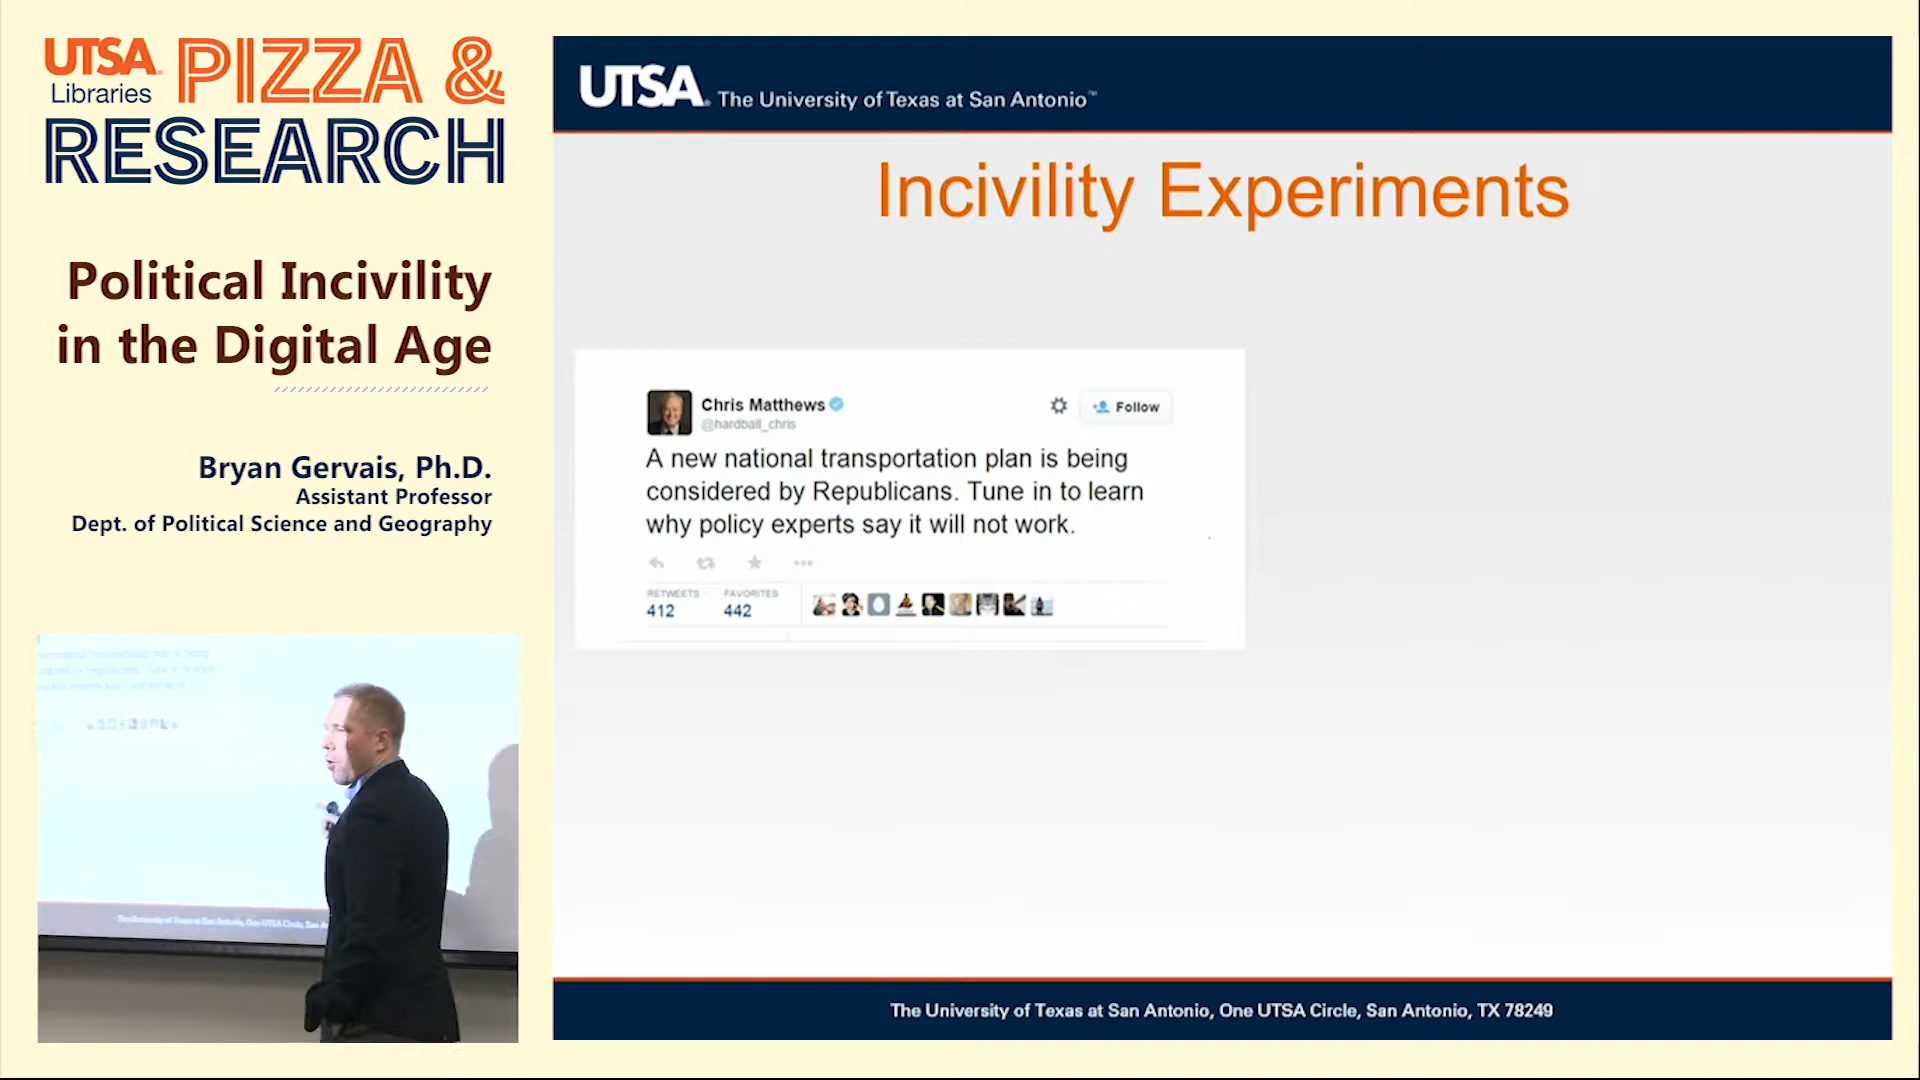 UTSA
Libraries
PIZZA &
RESEARCH
Political Incivility
in the Digital Age
Bryan Gervais, Ph.D.
Assistant Professor
Dept. of Political Science and Geography
UTSA The University of Texas at San Antonio™
Incivility Experiments
Chris Matthews
@hardball_chris
Follow
A new national transportation plan is being
considered by Republicans. Tune in to learn
why policy experts say it will not work.
RETWEETS FAVORITES
412 442
The University of Texas at San Antonio, One UTSA Circle, San Antonio, TX 78249